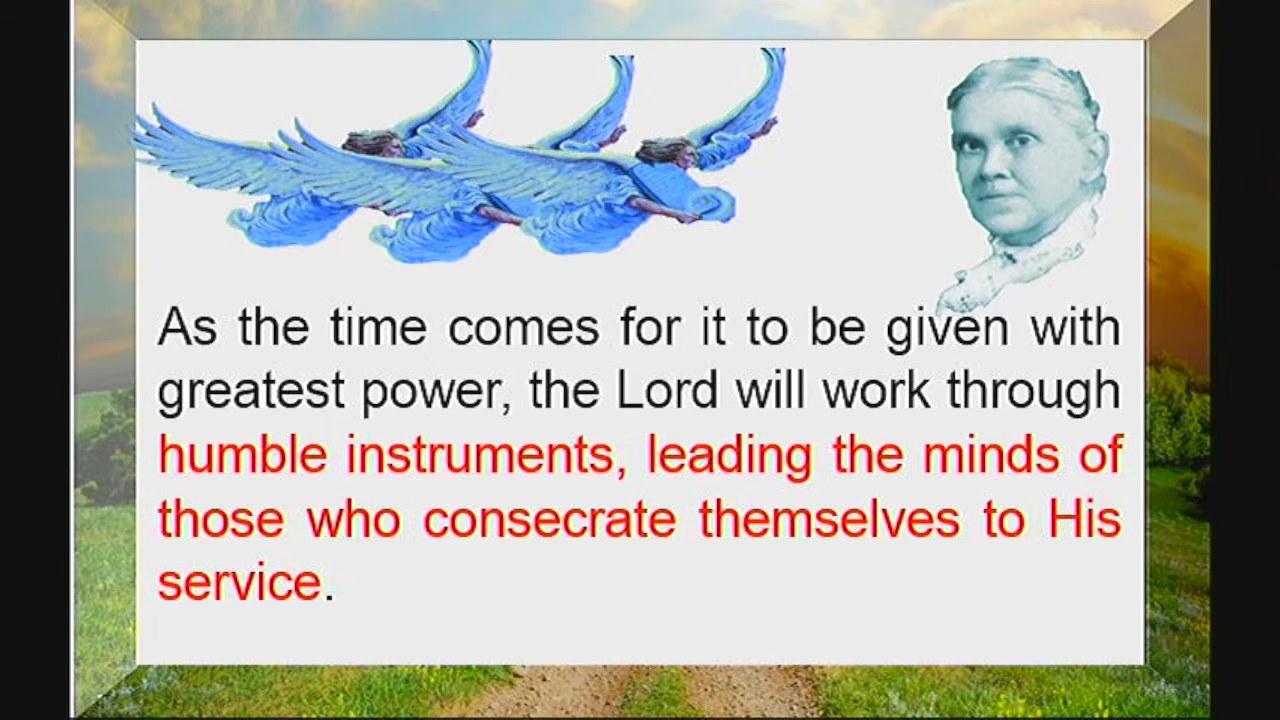 As the time comes for it to be given with
greatest power, the Lord will work through
humble instruments, leading the minds of
those who consecrate themselves to His
service.